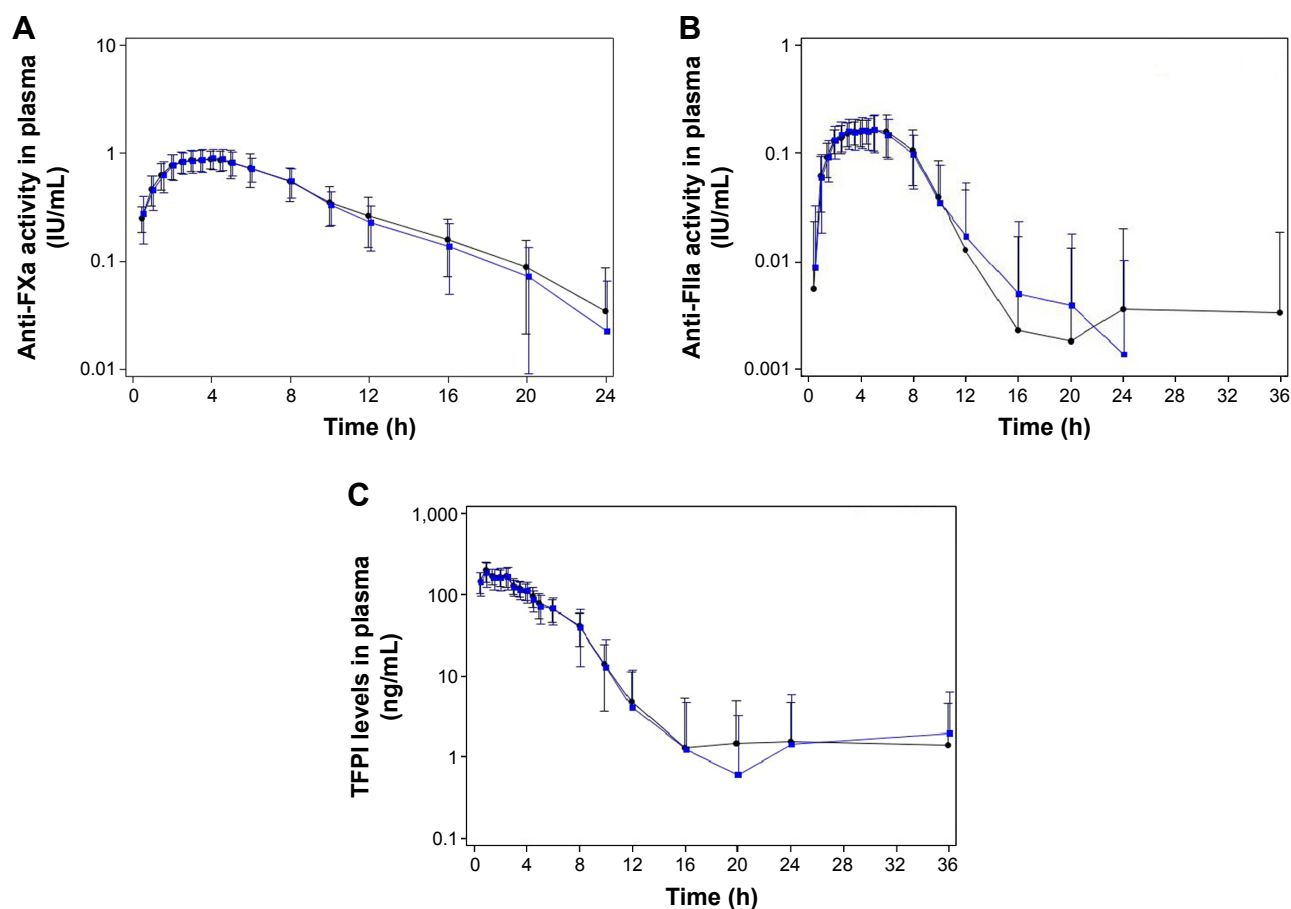 A
Anti-FXa activity in plasma
(IU/mL)
10
1
0.1
0.01
0 4 8 12 16 20 24
Time (h)
B
Anti-FIIa activity in plasma
(IU/mL)
1
0.1
0.01
0.001
0 4 8 12 16 20 24 28 32 36
Time (h)
C
TFPI levels in plasma
(ng/mL)
1,000
100
10
1
0.1
0 4 8 12 16 20 24 28 32 36
Time (h)